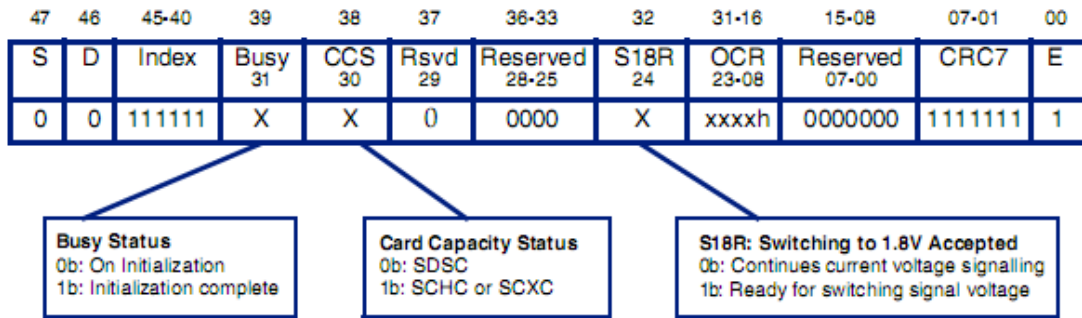 47 46 45-40 39 38 37 36-33 32 31-16 15-08 07-01 00
S D Index Busy CCS Rsvd Reserved S18R OCR Reserved CRC7 E
31 30 29 28-25 24 23-08 07-00
0 0 111111 X X 0 0000 X xxxxh 0000000 1111111 1
Busy Status
0b: On Initialization
1b: Initialization complete
Card Capacity Status
0b: SDSC
1b: SCHC or SCXC
S18R: Switching to 1.8V Accepted
0b: Continues current voltage signalling
1b: Ready for switching signal voltage